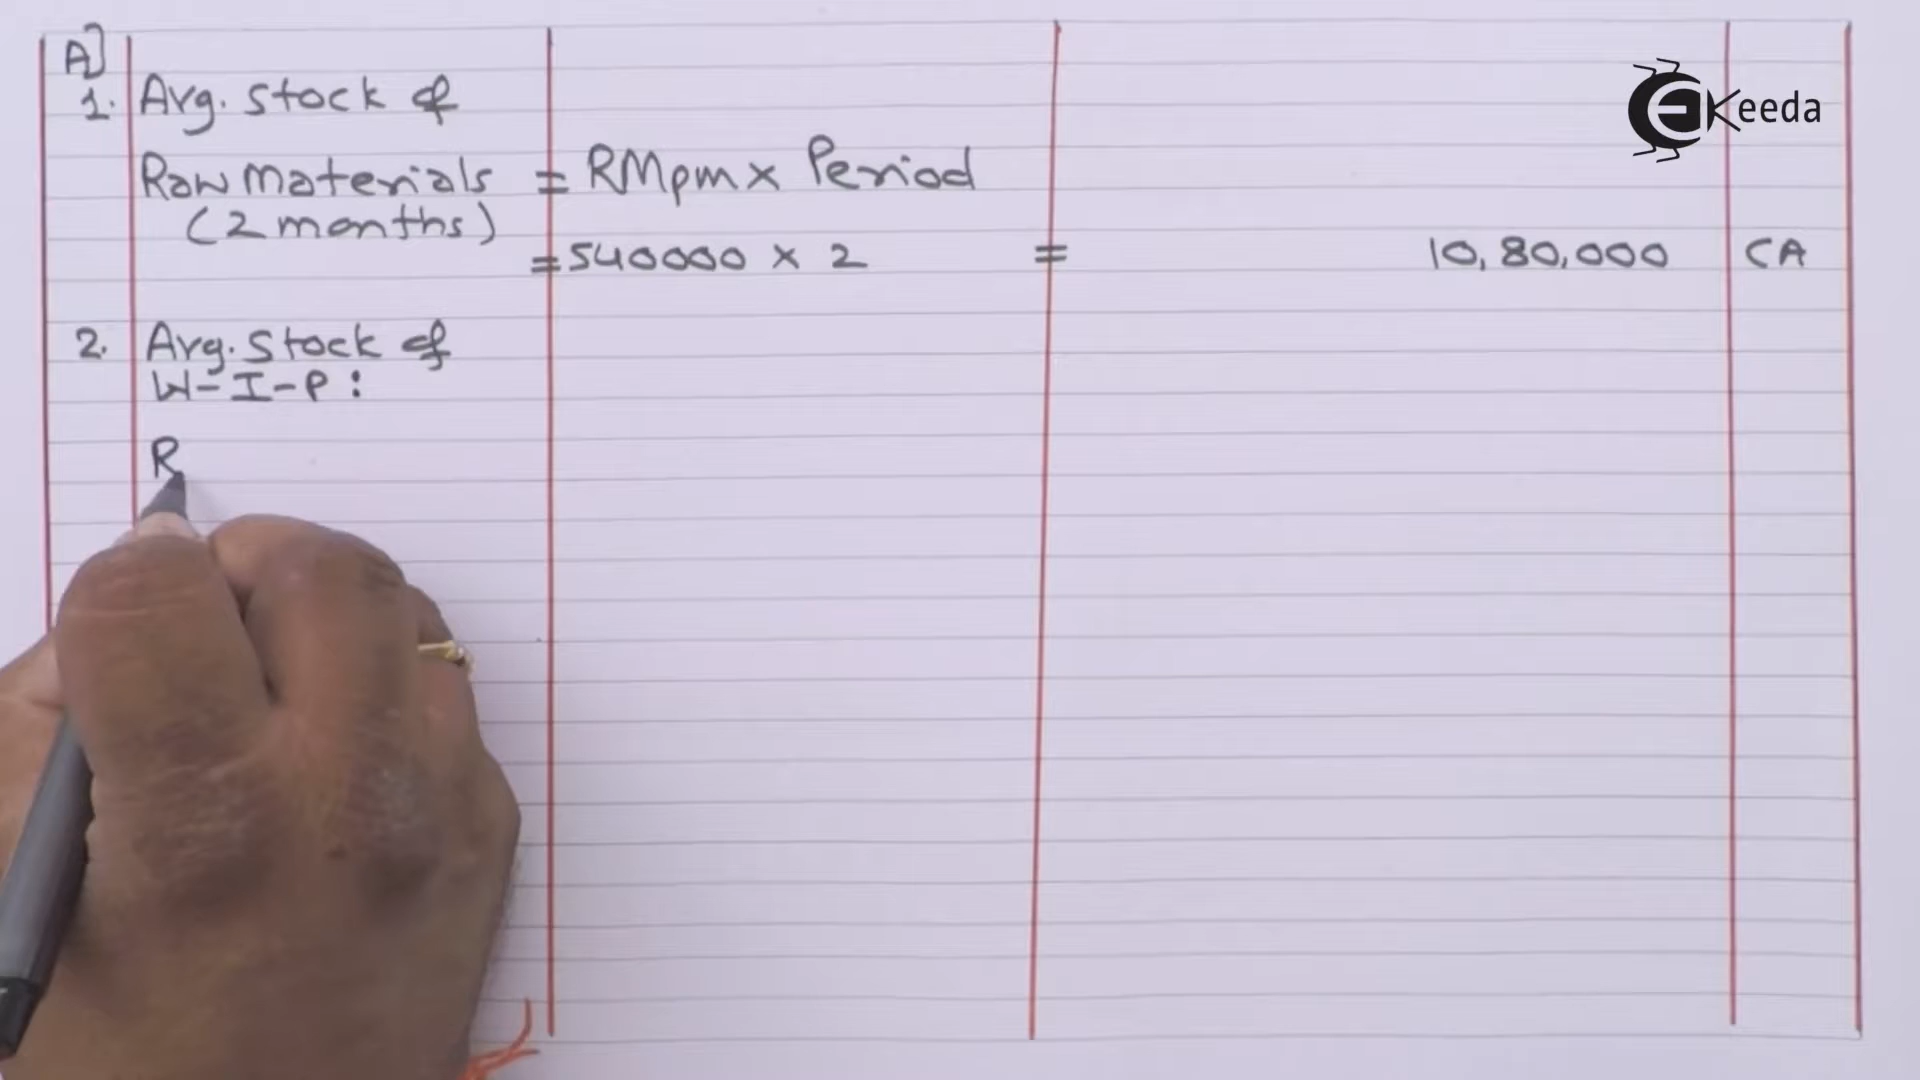 A]
1. Avg. stock of
Raw materials = RMpm x Period
(2 months)
= 540000 x 2 = 10,80,000 CA
2. Avg. stock of
W-I-P:
R
EKeeda